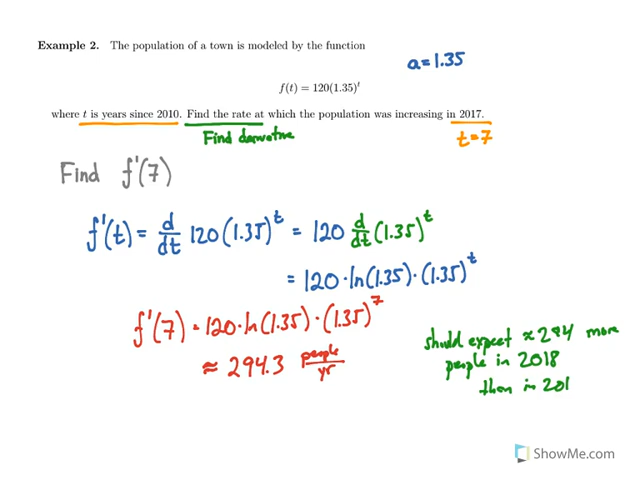 Example 2. The population of a town is modeled by the function
a = 1.35
f(t) = 120(1.35)^t
where t is years since 2010. Find the rate at which the population was increasing in 2017.
Find derivative
t = 7
Find f'(7)
f'(t) = d/dt 120(1.35)^t = 120 d/dt (1.35)^t
= 120 · ln(1.35) · (1.35)^t
f'(7) = 120 · ln(1.35) · (1.35)^7
≈ 294.3 people/yr
should expect ≈ 294 more
people in 2018
than in 201
ShowMe.com